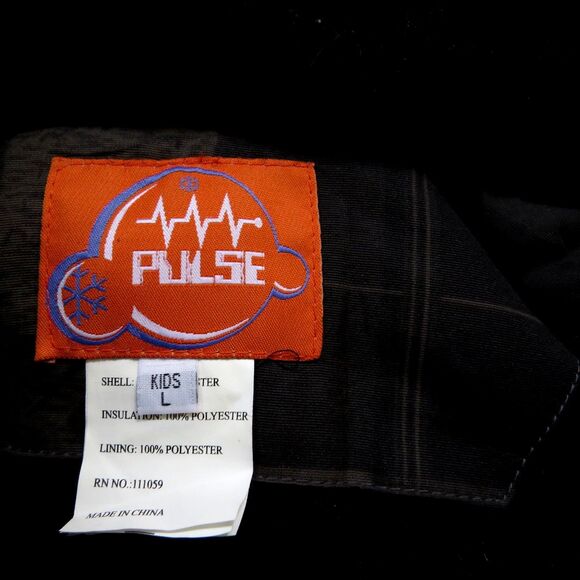 PULSE
KIDS
L
SHELL:
INSULATION: 100% POLYESTER
LINING: 100% POLYESTER
RN NO.:111059
MADE IN CHINA